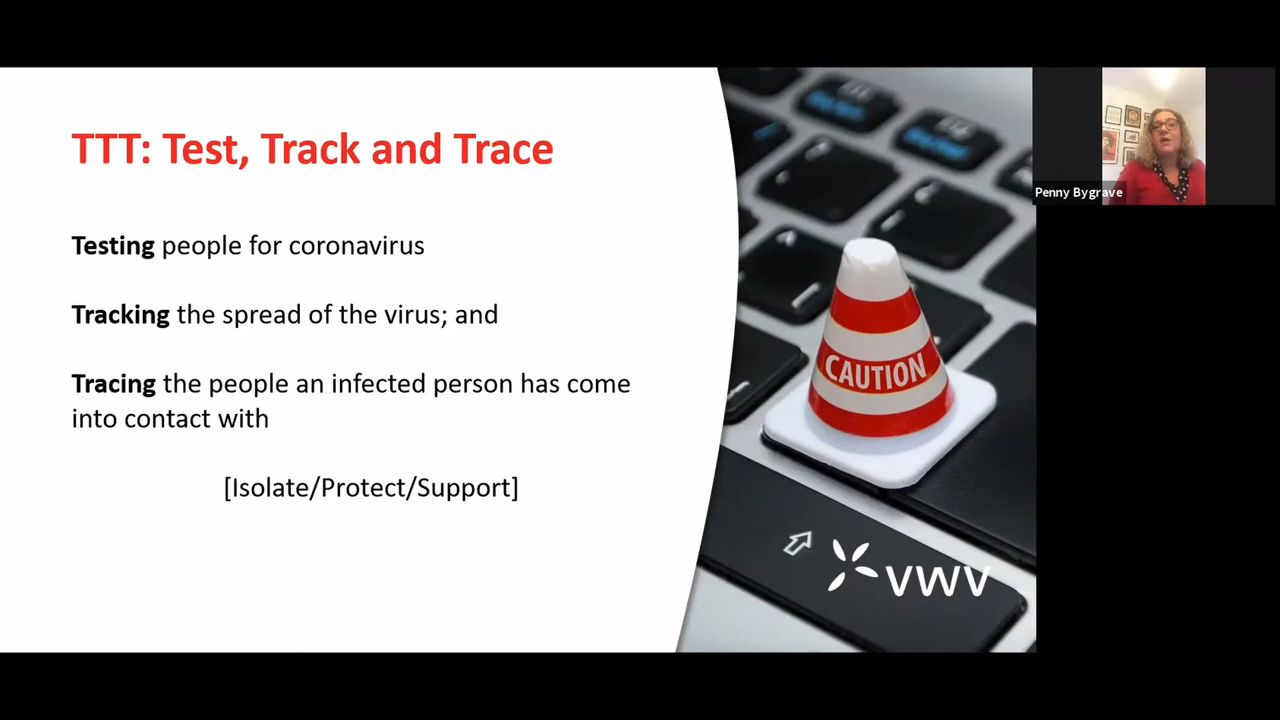 TTT: Test, Track and Trace
Testing people for coronavirus
Tracking the spread of the virus; and
Tracing the people an infected person has come
into contact with
[Isolate/Protect/Support]
CAUTION
vwv
Penny Bygrave